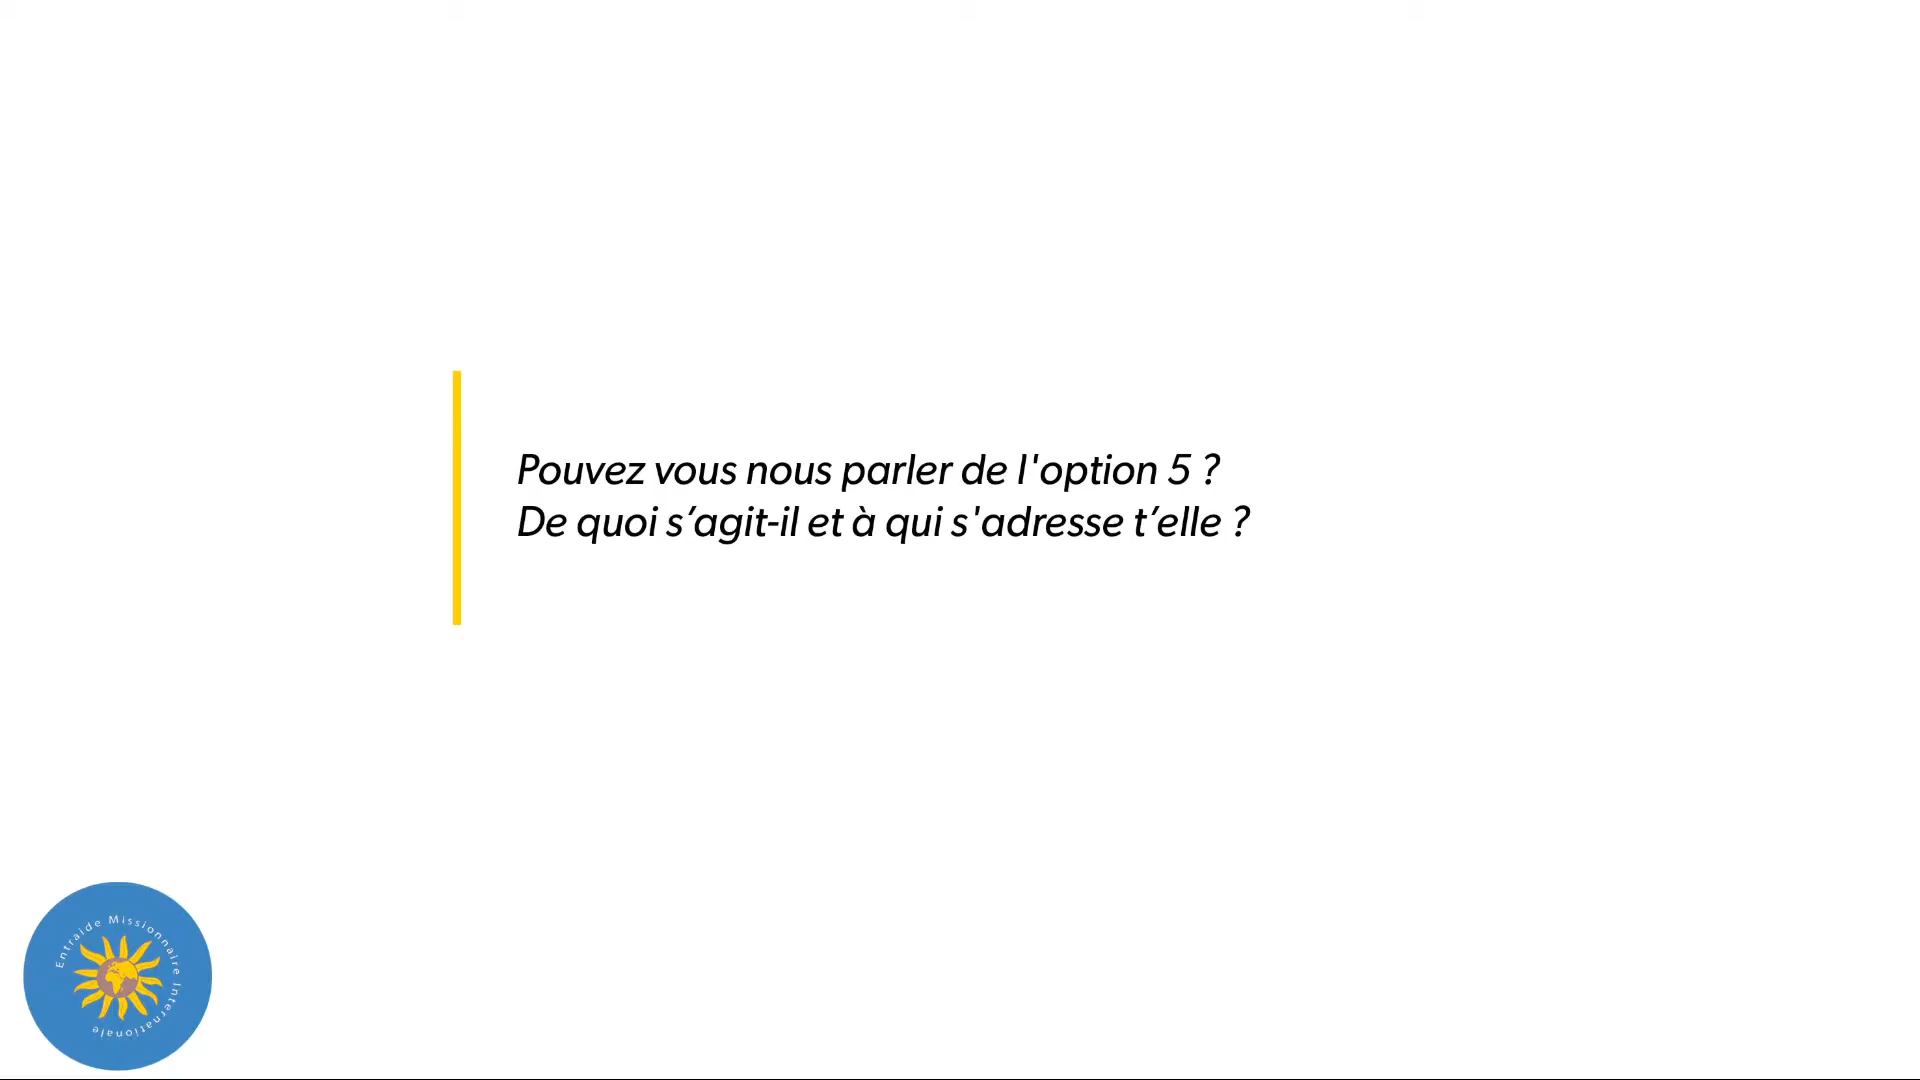 Pouvez vous nous parler de l'option 5 ?
De quoi s’agit-il et à qui s'adresse t’elle ?
Entraide Missionnaire Internationale